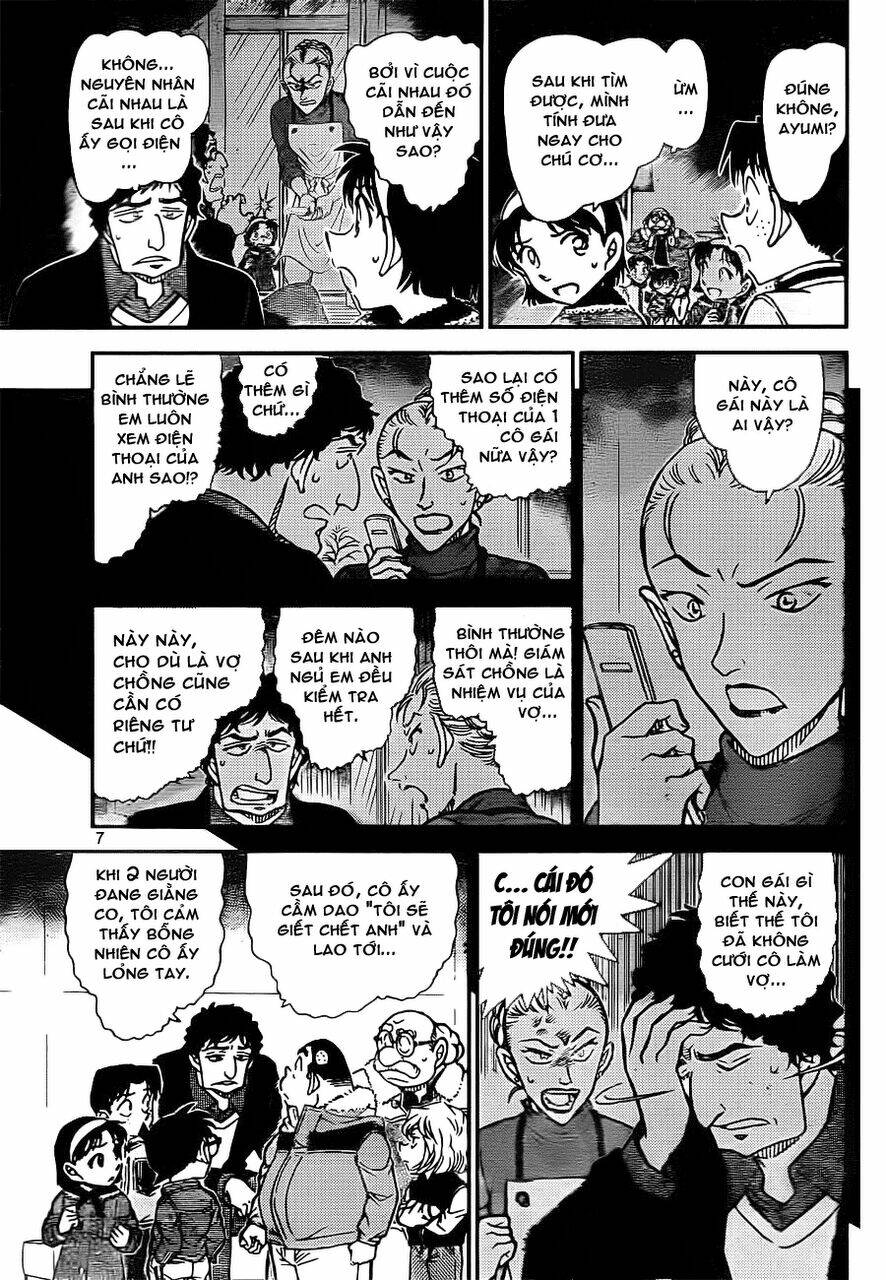 ĐÚNG
KHÔNG,
AYUMI?
ỪM
...
SAU KHI TÌM
ĐƯỢC, MÌNH
TÍNH ĐƯA
NGAY CHO
CHÚ CƠ...
BỞI VÌ CUỘC
CÃI NHAU ĐÓ
DẪN ĐẾN
NHƯ VẬY
SAO?
KHÔNG...
NGUYÊN NHÂN
CÃI NHAU LÀ
SAU KHI CÔ
ẤY GỌI ĐIỆN
...
NÀY, CÔ
GÁI NÀY LÀ
AI VẬY?
SAO LẠI CÓ
THÊM SỐ ĐIỆN
THOẠI CỦA 1
CÔ GÁI
NỮA VẬY?
CÓ
THÊM GÌ
CHỨ...
CHẲNG LẼ
BÌNH THƯỜNG
EM LUÔN
XEM ĐIỆN
THOẠI CỦA
ANH SAO!?
BÌNH THƯỜNG
THÔI MÀ! GIÁM
SÁT CHỒNG LÀ
NHIỆM VỤ CỦA
VỢ...
ĐÊM NÀO
SAU KHI ANH
NGỦ EM ĐỀU
KIỂM TRA
HẾT.
NÀY NÀY,
CHO DÙ LÀ VỢ
CHỒNG CŨNG
CẦN CÓ
RIÊNG TƯ
CHỨ!!
7
CON GÁI GÌ
THẾ NÀY,
BIẾT THẾ TÔI
ĐÃ KHÔNG
CƯỚI CÔ LÀM
VỢ...
C... CÁI ĐÓ
TÔI NÓI MỚI
ĐÚNG!!
SAU ĐÓ, CÔ ẤY
CẦM DAO "TÔI SẼ
GIẾT CHẾT ANH" VÀ
LAO TỚI...
KHI 2 NGƯỜI
ĐANG GIẰNG
CO, TÔI CẢM
THẤY BỖNG
NHIÊN CÔ ẤY
LỎNG TAY.